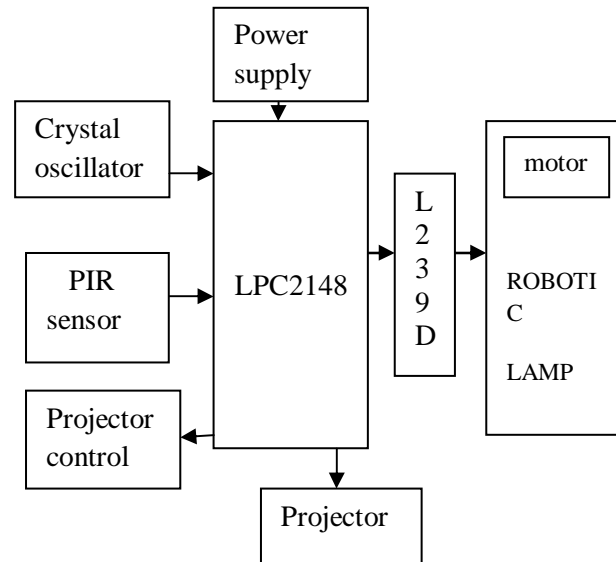 Power
supply
Crystal
oscillator
PIR
sensor
Projector
control
LPC2148
Projector
L
2
3
9
D
motor
ROBOTI
C
LAMP